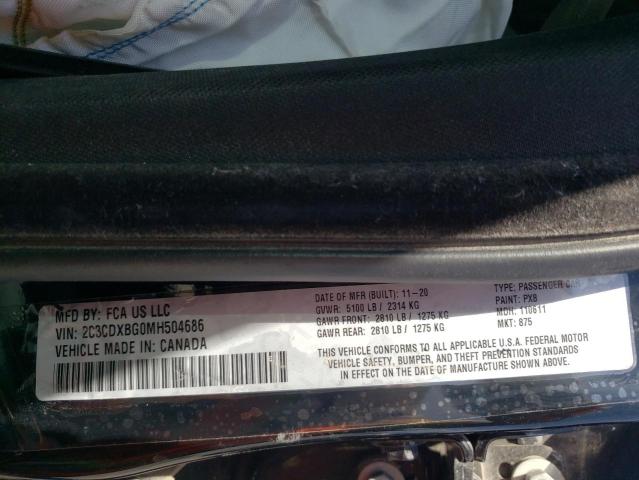 MFD BY: FCA US LLC
VIN: 2C3CDXBG0MH504686
VEHICLE MADE IN: CANADA
DATE OF MFR (BUILT): 11-20
GVWR: 5100 LB / 2314 KG
GAWR FRONT: 2810 LB / 1275 KG
GAWR REAR: 2810 LB / 1275 KG
TYPE: PASSENGER CAR
PAINT: PX8
MDH: 110611
MKT: 875
THIS VEHICLE CONFORMS TO ALL APPLICABLE U.S.A. FEDERAL MOTOR
VEHICLE SAFETY, BUMPER, AND THEFT PREVENTION STANDARDS
IN EFFECT ON THE DATE OF MANUFACTURE SHOWN ABOVE.